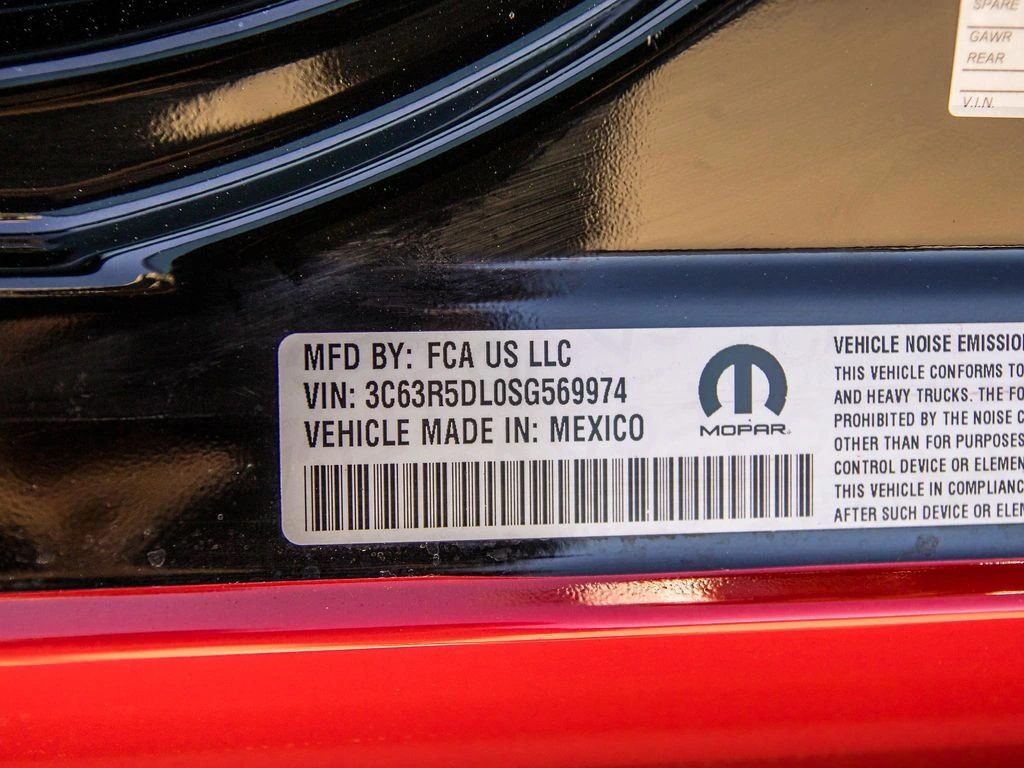 SPARE
GAWR
REAR
V.I.N.
MFD BY: FCA US LLC
VIN: 3C63R5DL0SG569974
VEHICLE MADE IN: MEXICO
MOPAR
VEHICLE NOISE EMISSIO
THIS VEHICLE CONFORMS TO
AND HEAVY TRUCKS. THE FO
PROHIBITED BY THE NOISE C
OTHER THAN FOR PURPOSES
CONTROL DEVICE OR ELEMEN
THIS VEHICLE IN COMPLIANC
AFTER SUCH DEVICE OR ELEM